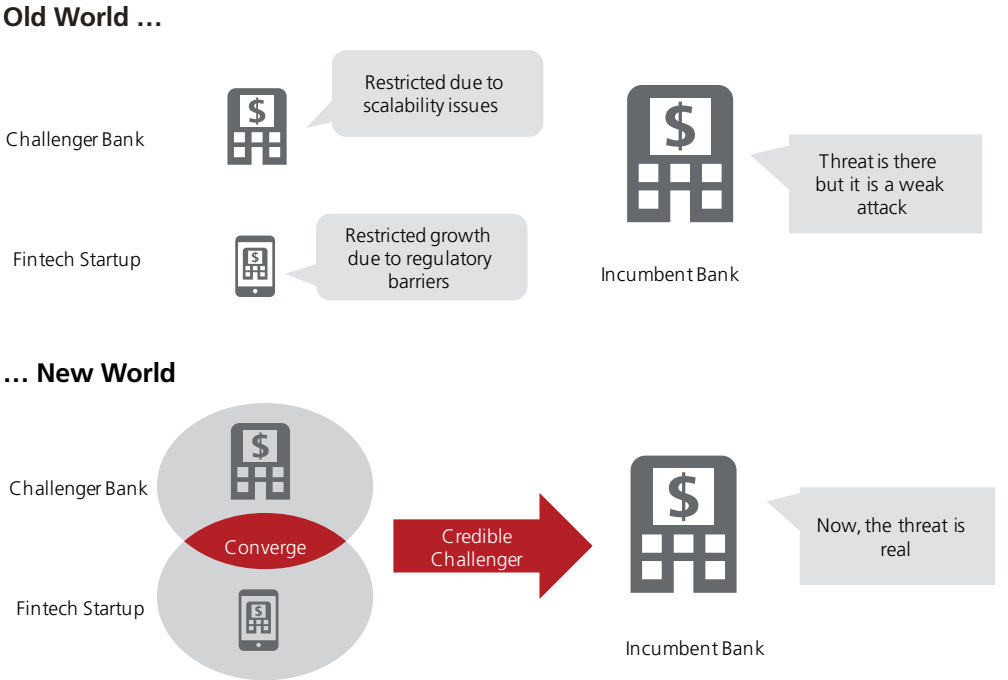 Old World …
Challenger Bank
$
Restricted due to
scalability issues
$
Threat is there
but it is a weak
attack
Fintech Startup
$
Restricted growth
due to regulatory
barriers
Incumbent Bank
… New World
Challenger Bank
$
Converge
Credible
Challenger
$
Now, the threat is
real
Fintech Startup
$
Incumbent Bank